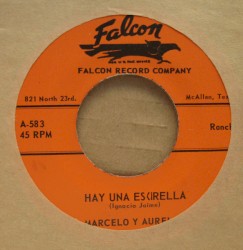 Falcon
FALCON RECORD COMPANY
821 North 23rd.
McAllen, Tex
A-583
45 RPM
Ranch
HAY UNA ESTRELLA
(Ignacio Jaime)
MARCELO Y AUREL